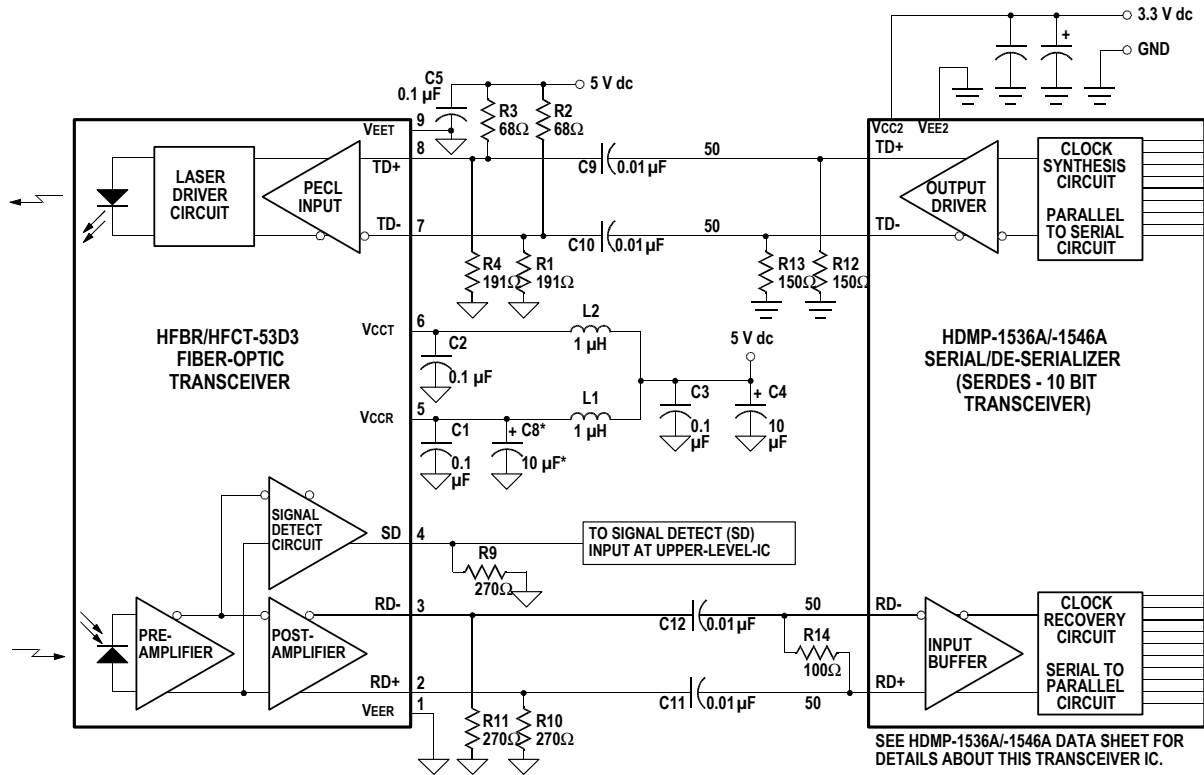 3.3 V dc
GND
C5
0.1 µF
5 V dc
R3
68Ω
R2
68Ω
9
VEET
VCC2
VEE2
8
TD+
C9
0.01 µF
50
TD+
LASER
DRIVER
CIRCUIT
PECL
INPUT
OUTPUT
DRIVER
CLOCK
SYNTHESIS
CIRCUIT
PARALLEL
TO SERIAL
CIRCUIT
TD-
7
C10
0.01 µF
50
TD-
R4
191Ω
R1
191Ω
R13
150Ω
R12
150Ω
HFBR/HFCT-53D3
FIBER-OPTIC
TRANSCEIVER
VCCT
6
L2
1 µH
C2
0.1 µF
5 V dc
HDMP-1536A/-1546A
SERIAL/DE-SERIALIZER
(SERDES - 10 BIT
TRANSCEIVER)
VCCR
5
L1
1 µH
C3
0.1
µF
+ C4
10
µF
C1
0.1
µF
+ C8*
10 µF*
SIGNAL
DETECT
CIRCUIT
SD
4
R9
270Ω
TO SIGNAL DETECT (SD)
INPUT AT UPPER-LEVEL-IC
RD-
3
C12
0.01 µF
50
RD-
PRE-
AMPLIFIER
POST-
AMPLIFIER
R14
100Ω
INPUT
BUFFER
CLOCK
RECOVERY
CIRCUIT
SERIAL TO
PARALLEL
CIRCUIT
RD+
2
C11
0.01 µF
50
RD+
VEER
1
R11
270Ω
R10
270Ω
SEE HDMP-1536A/-1546A DATA SHEET FOR
DETAILS ABOUT THIS TRANSCEIVER IC.